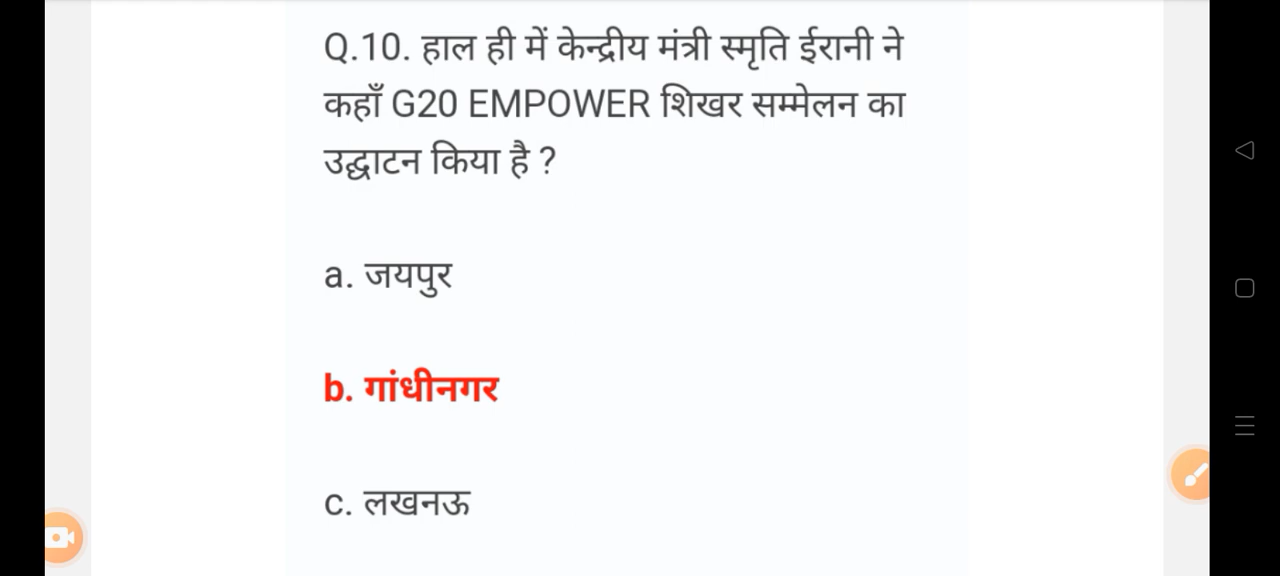 Q.10. हाल ही में केन्द्रीय मंत्री स्मृति ईरानी ने
कहाँ G20 EMPOWER शिखर सम्मेलन का
उद्घाटन किया है ?
a. जयपुर
b. गांधीनगर
c. लखनऊ